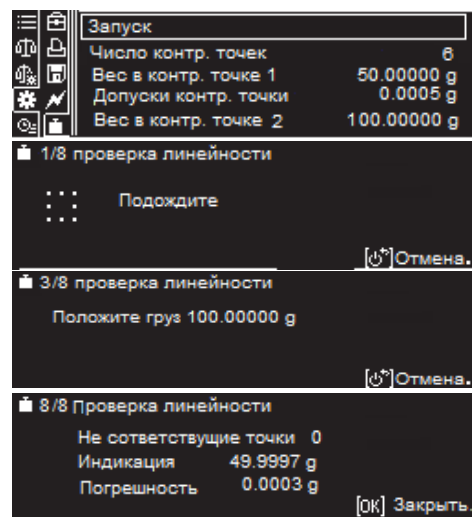 Запуск
Число контр. точек 6
Вес в контр. точке 1 50.00000 g
Допуски контр. точки 0.0005 g
Вес в контр. точке 2 100.00000 g
1/8 проверка линейности
Подождите
[⏻]Отмена.
3/8 проверка линейности
Положите груз 100.00000 g
[⏻]Отмена.
8/8 Проверка линейности
Не сответствущие точки 0
Индикация 49.9997 g
Погрешность 0.0003 g
[OK] Закрыть.